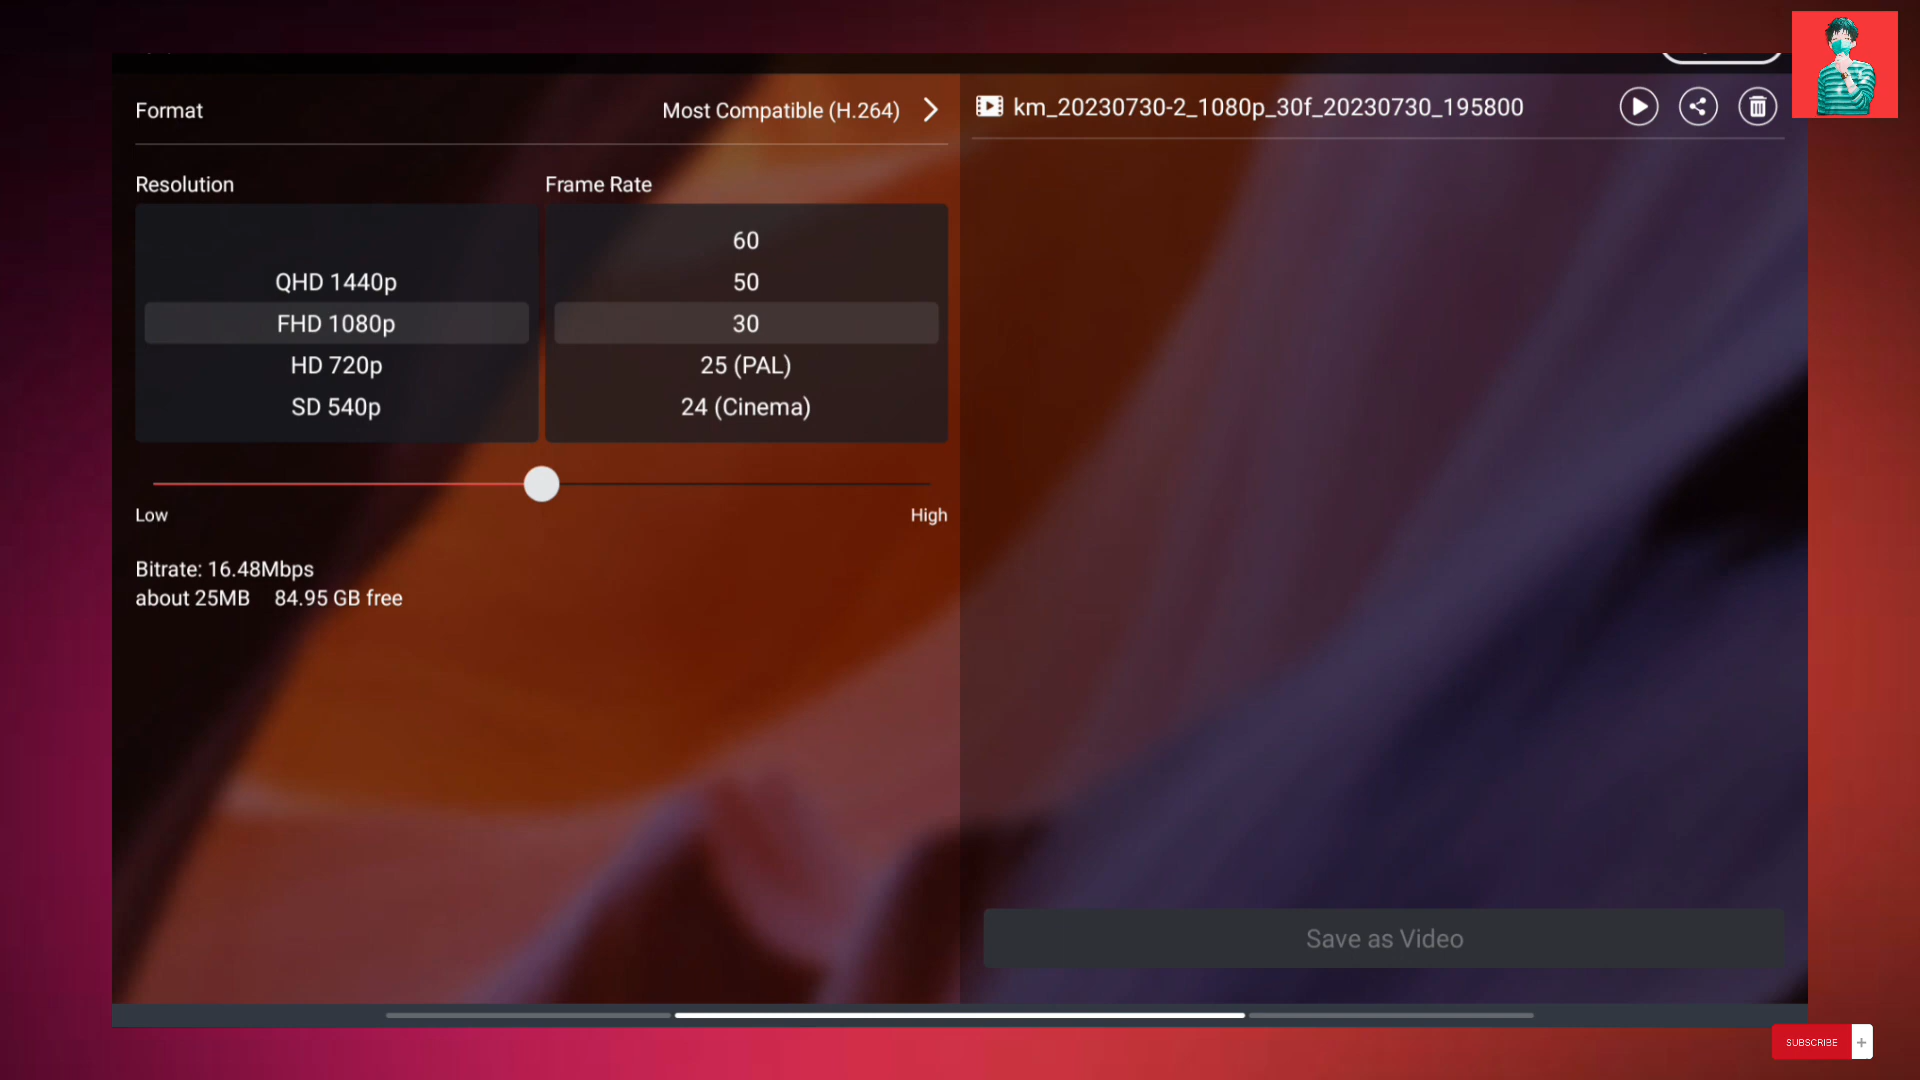 Format
Most Compatible (H.264)
km_20230730-2_1080p_30f_20230730_195800
Resolution
Frame Rate
QHD 1440p
FHD 1080p
HD 720p
SD 540p
60
50
30
25 (PAL)
24 (Cinema)
Low
High
Bitrate: 16.48Mbps
about 25MB 84.95 GB free
Save as Video
SUBSCRIBE +